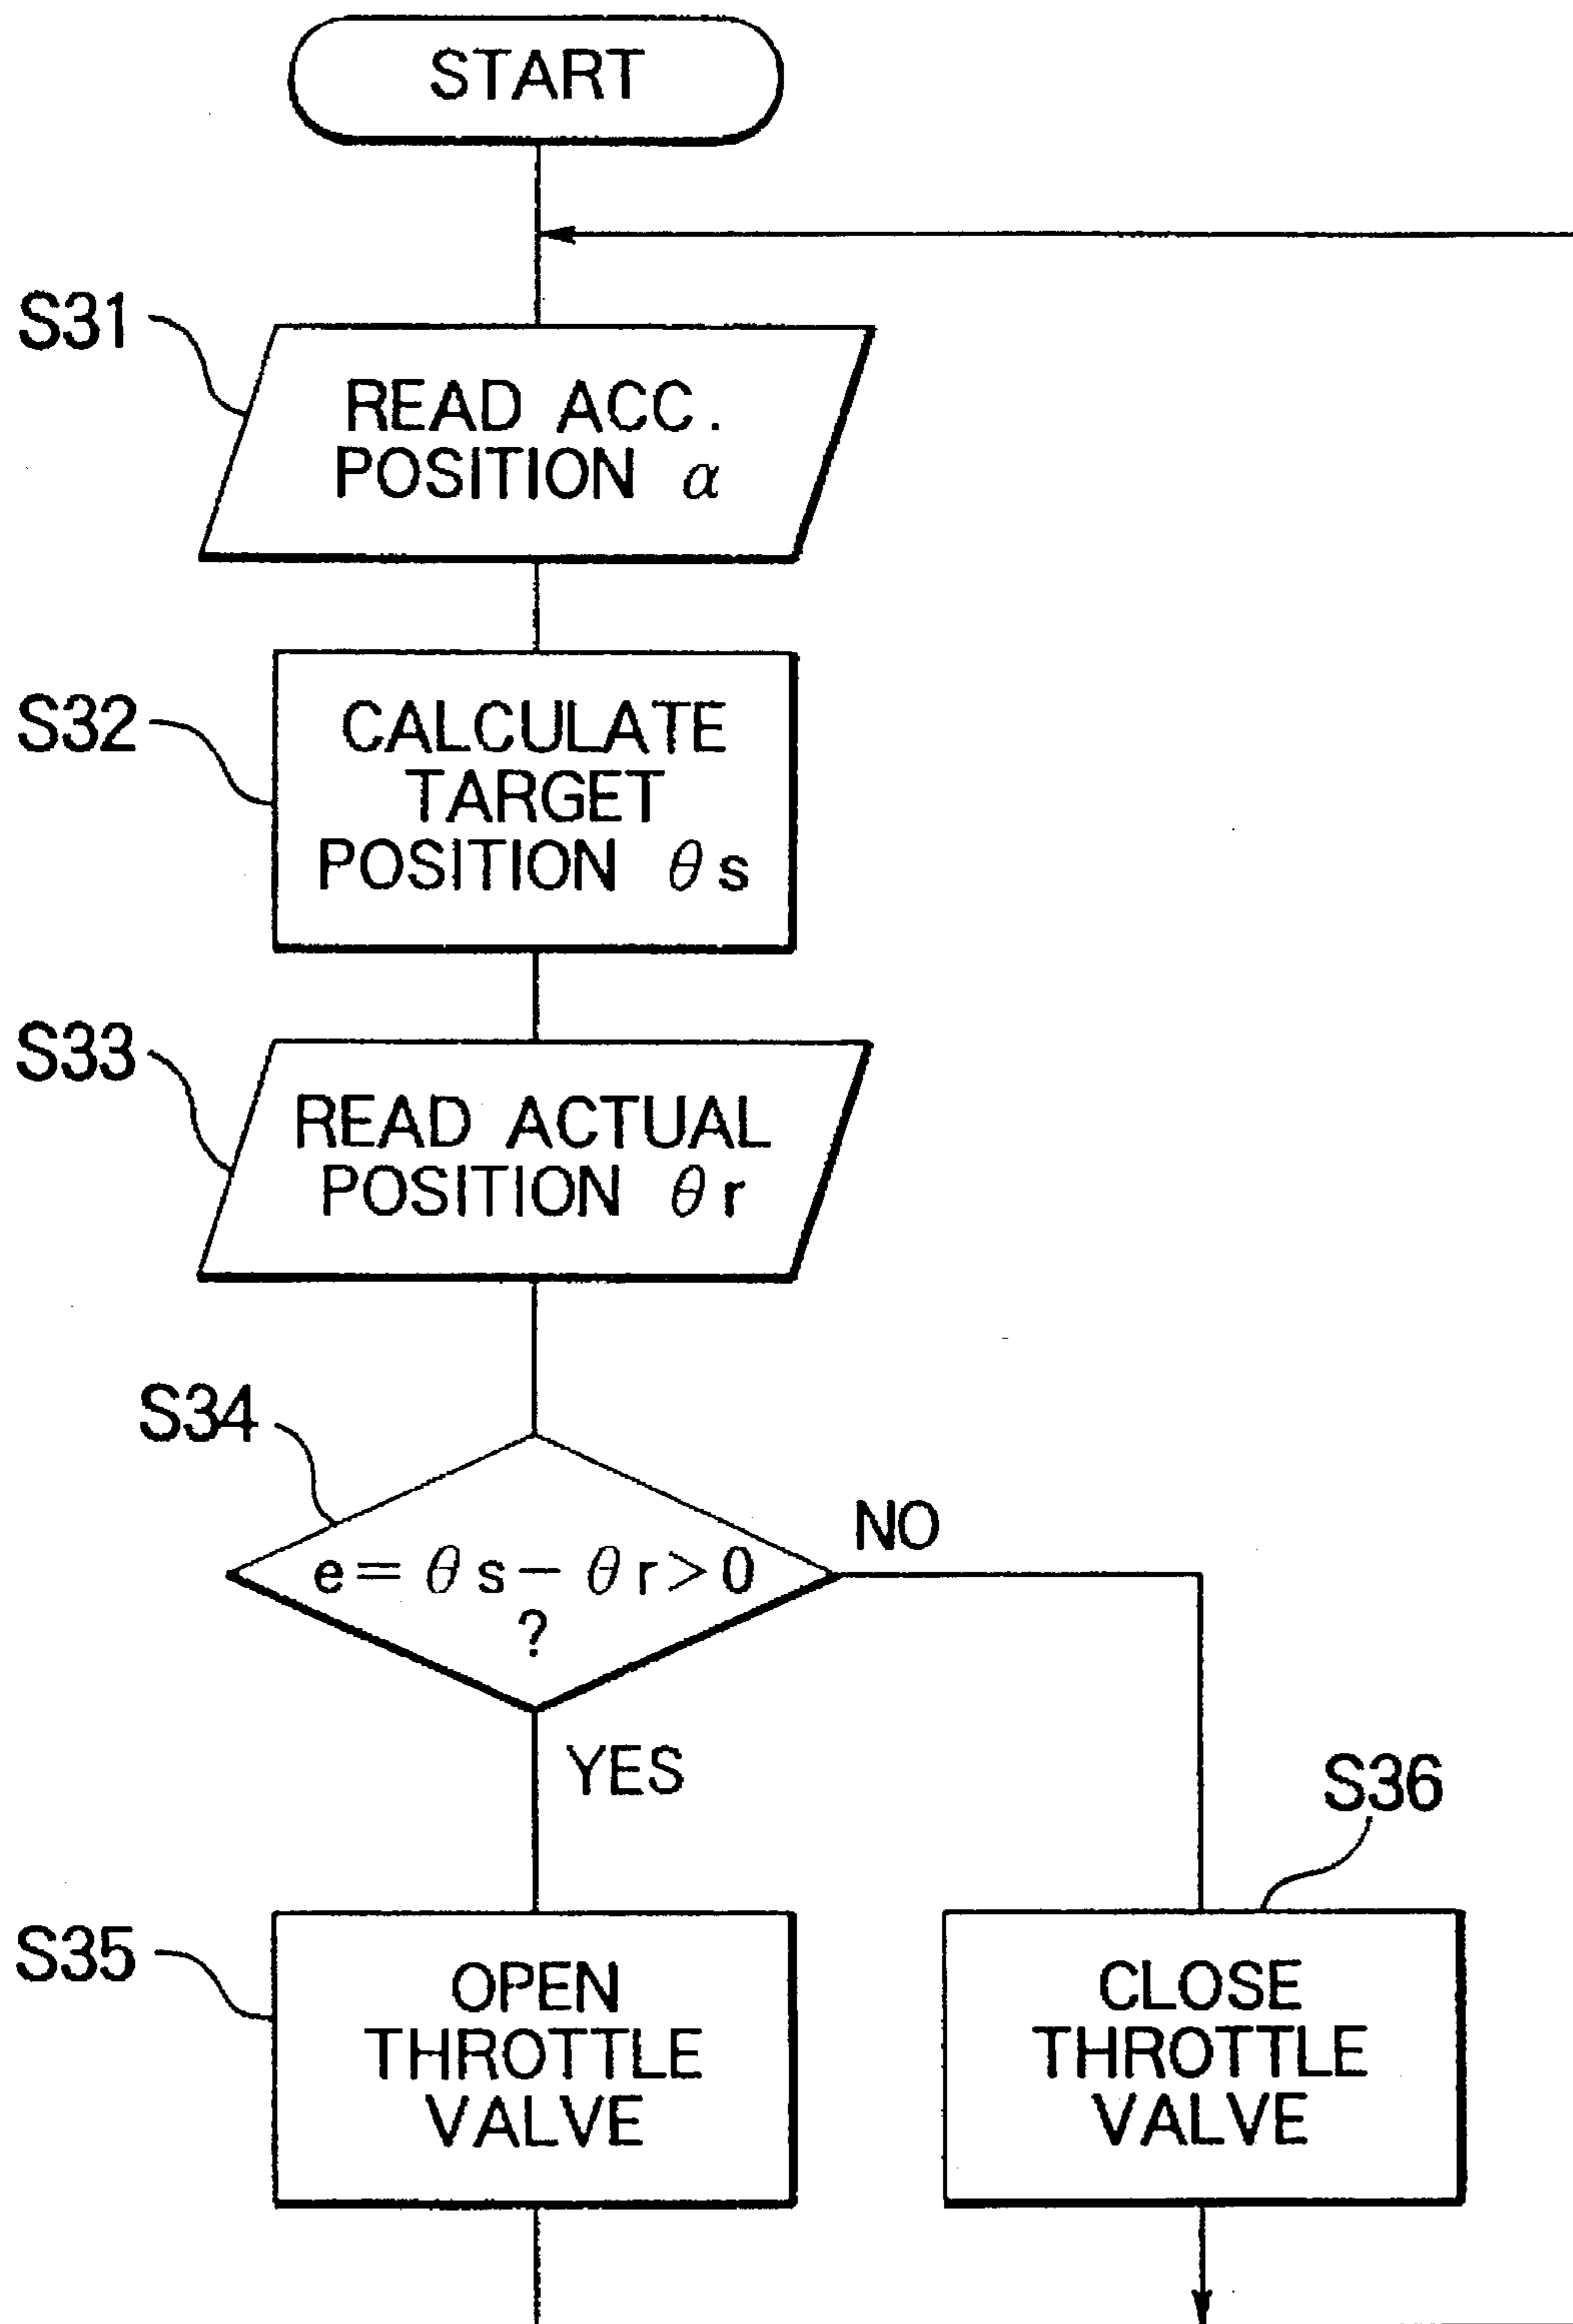 START
S31
READ ACC.
POSITION α
S32
CALCULATE
TARGET
POSITION θs
S33
READ ACTUAL
POSITION θr
S34
NO
e = θs − θr > 0
?
YES
S36
S35
OPEN
THROTTLE
VALVE
CLOSE
THROTTLE
VALVE